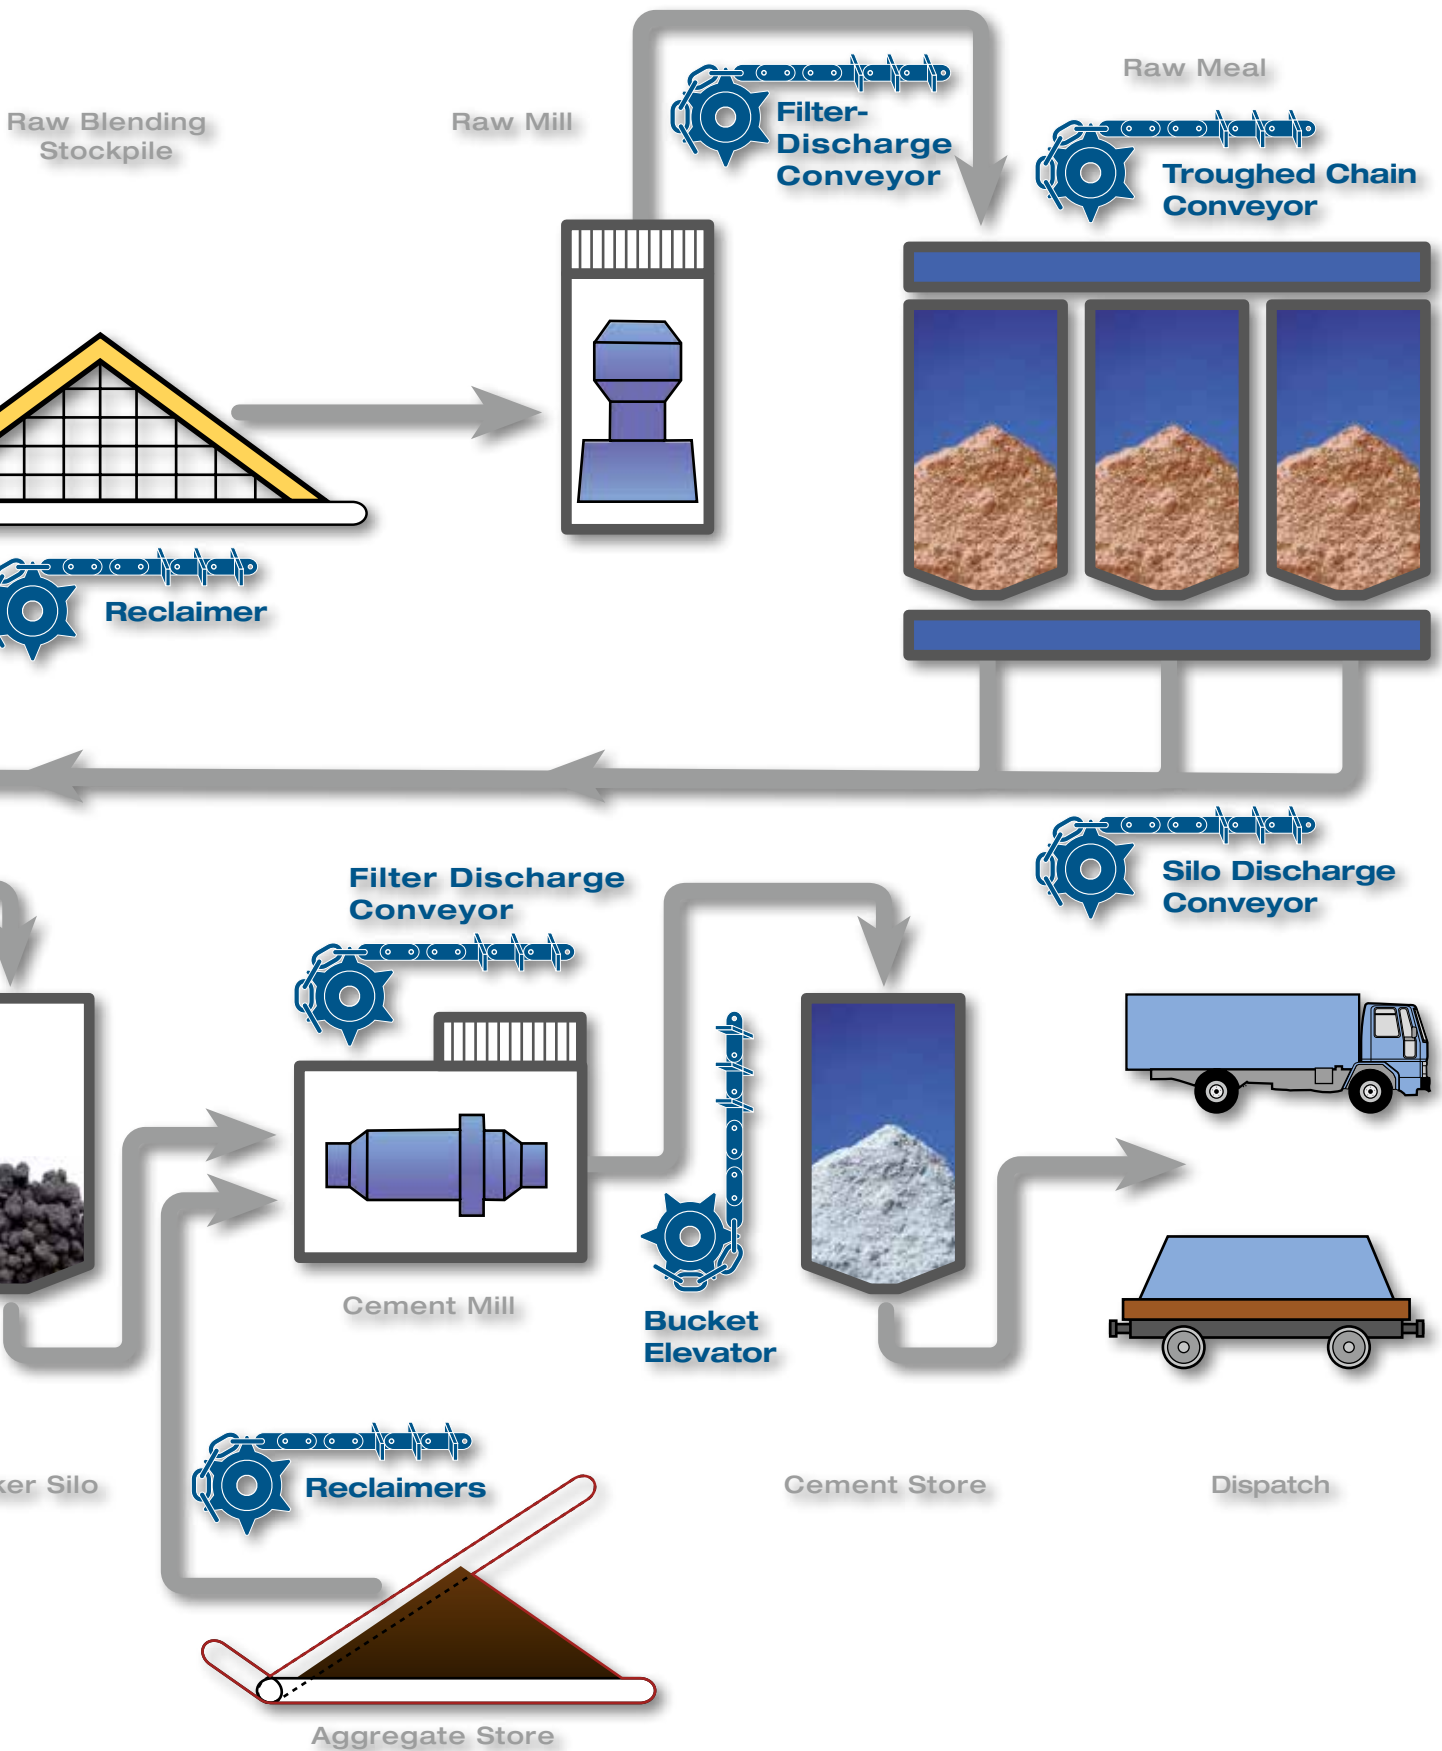 Raw Blending
Stockpile
Raw Mill
Filter-
Discharge
Conveyor
Raw Meal
Troughed Chain
Conveyor
Reclaimer
Silo Discharge
Conveyor
Filter Discharge
Conveyor
Cement Mill
Bucket
Elevator
ker Silo
Reclaimers
Cement Store
Dispatch
Aggregate Store